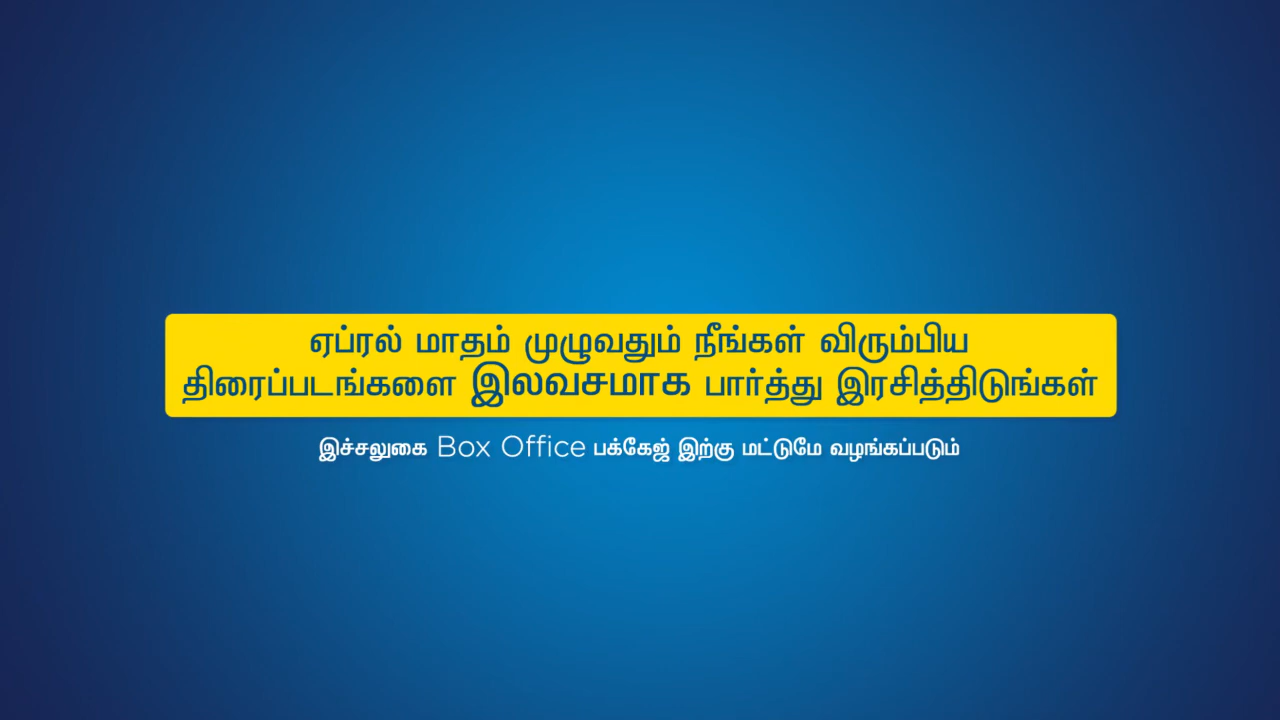 ஏப்ரல் மாதம் முழுவதும் நீங்கள் விரும்பிய
திரைப்படங்களை இலவசமாக பார்த்து இரசித்திடுங்கள்
இச்சலுகை Box Office பக்கேஜ் இற்கு மட்டுமே வழங்கப்படும்